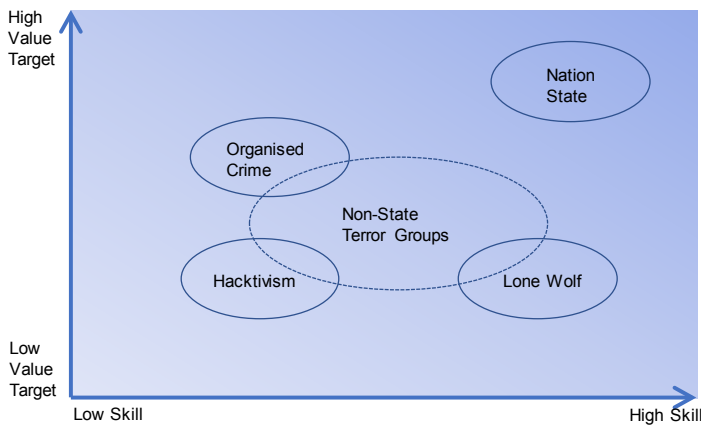 High
Value
Target
Nation
State
Organised
Crime
Non-State
Terror Groups
Hacktivism
Lone Wolf
Low
Value
Target
Low Skill
High Skill